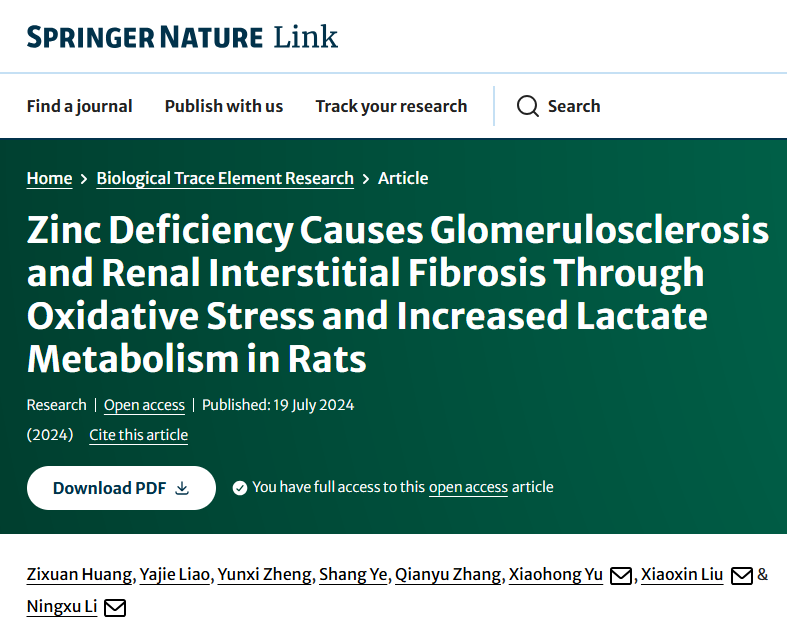 SPRINGER NATURE Link
Find a journal Publish with us Track your research Search
Home > Biological Trace Element Research > Article
Zinc Deficiency Causes Glomerulosclerosis
and Renal Interstitial Fibrosis Through
Oxidative Stress and Increased Lactate
Metabolism in Rats
Research | Open access | Published: 19 July 2024
(2024) Cite this article
Download PDF You have full access to this open access article
Zixuan Huang, Yajie Liao, Yunxi Zheng, Shang Ye, Qianyu Zhang, Xiaohong Yu , Xiaoxin Liu &
Ningxu Li